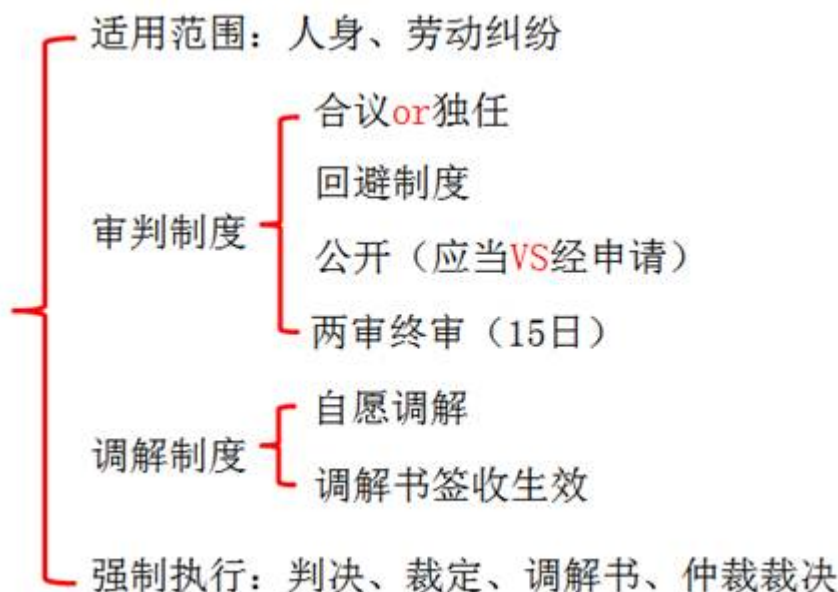 适用范围：人身、劳动纠纷
审判制度
合议or独任
回避制度
公开（应当VS经申请）
两审终审（15日）
调解制度
自愿调解
调解书签收生效
强制执行：判决、裁定、调解书、仲裁裁决